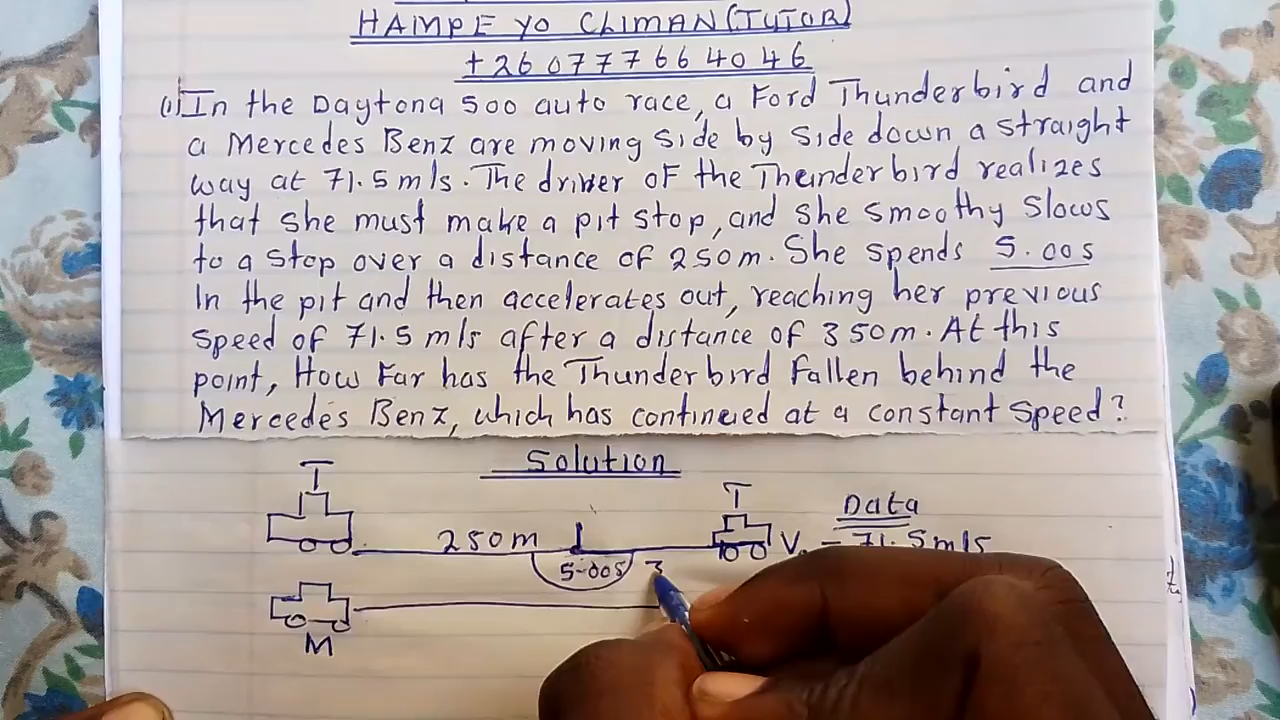 HAMPE YO CLIMAN (TUTOR)
+260777664046
(1) In the Daytona 500 auto race, a Ford Thunderbird and
a Mercedes Benz are moving side by side down a straight
way at 71.5 m/s. The driver of the Thunderbird realizes
that she must make a pit stop, and she smoothy slows
to a stop over a distance of 250m. She spends 5.00s
In the pit and then accelerates out, reaching her previous
speed of 71.5 m/s after a distance of 350m. At this
point, How Far has the Thunderbird fallen behind the
Mercedes Benz, which has continued at a constant speed?
Solution
T
T
Data
250m
= 71.5m/s
5.00s
3
M